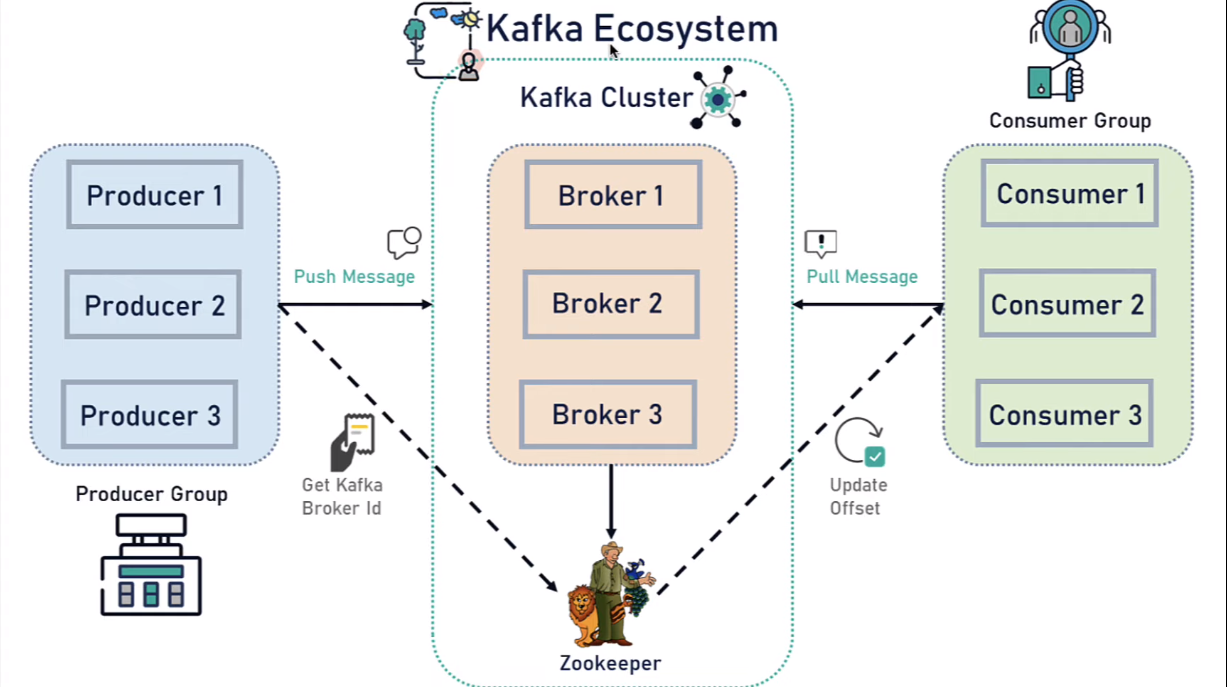 Kafka Ecosystem
Kafka Cluster
Consumer Group
Producer 1
Broker 1
Consumer 1
Push Message
Pull Message
Producer 2
Broker 2
Consumer 2
Producer 3
Broker 3
Consumer 3
Producer Group
Get Kafka
Broker Id
Update
Offset
Zookeeper